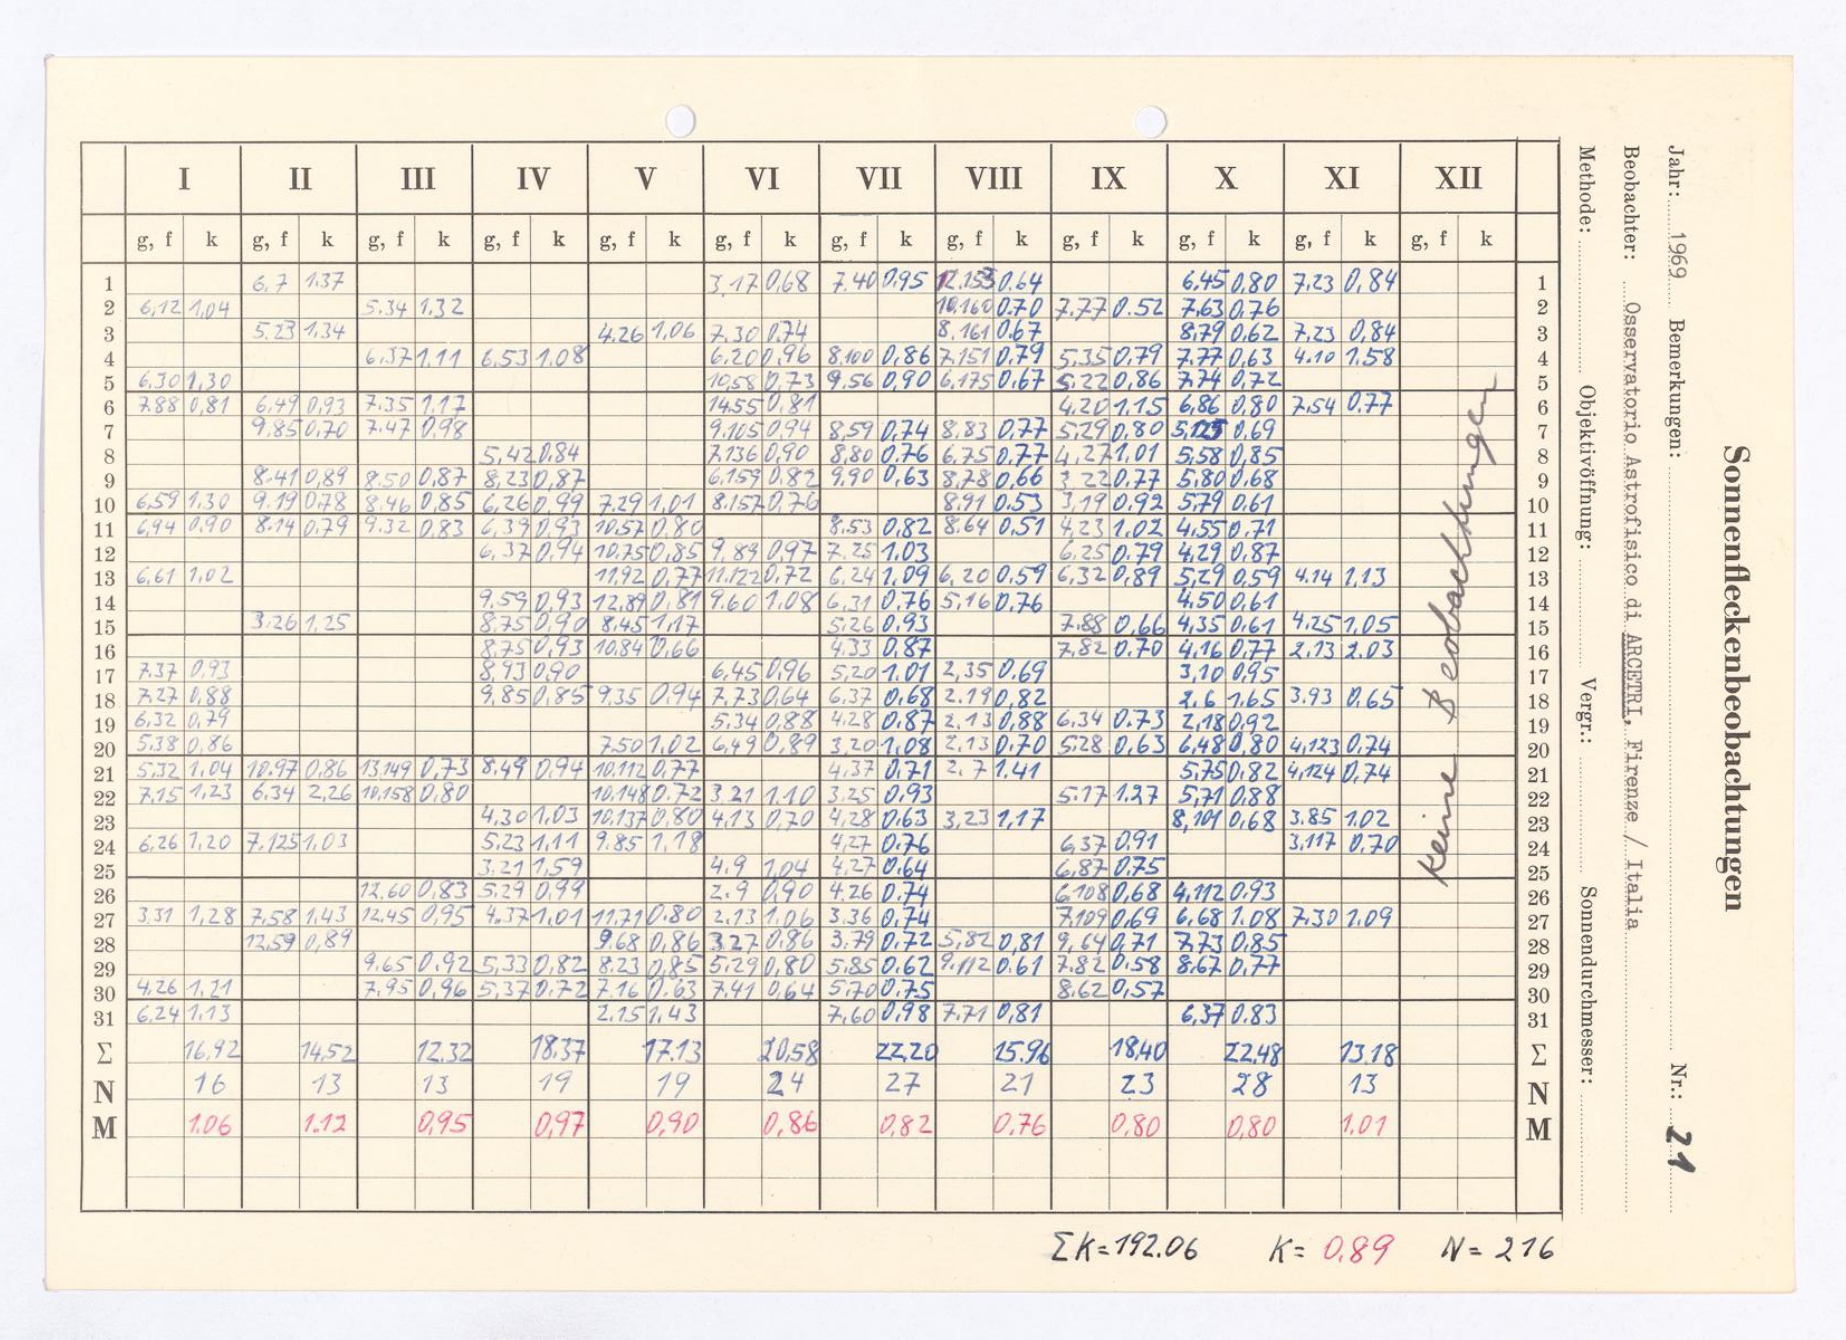 I II III IV V VI VII VIII IX X XI XII
g, f k g, f k g, f k g, f k g, f k g, f k g, f k g, f k g, f k g, f k g, f k g, f k
1 6,7 1.37 3,17 0,68 7.40 0.95 12.153 0.64 6,45 0,80 7.23 0,84 1
2 6,12 1,04 5.34 1.32 10.160 0.70 7.77 0.52 7,63 0,76 2
3 5.23 1.34 4.26 1,06 7.30 0.74 8.161 0.67 8,79 0,62 7,23 0,84 3
4 6.37 1.11 6.53 1.08 6.20 0,96 8,100 0,86 7.151 0,79 5,35 0.79 7.77 0,63 4.10 1.58 4
5 6.30 1,30 10,58 0,73 9.56 0,90 6,175 0.67 5.22 0,86 7.74 0,72 5
6 7.88 0,81 6,49 0,93 7.35 1.17 14.55 0,81 4.20 1.15 6,86 0,80 7,54 0,77 6
7 9,85 0,70 7.47 0,98 9.105 0,94 8,59 0,74 8.83 0,77 5,29 0,80 5,125 0,69 7
8 5,42 0,84 7.136 0,90 8,80 0,76 6,75 0,77 4,27 1.01 5,58 0,85 8
9 8.41 0,89 8.50 0,87 8,23 0,87 6,159 0,82 9,90 0,63 8,78 0,66 3.22 0.77 5,80 0,68 9
10 6.59 1,30 9,19 0,78 8.46 0,85 6,26 0,99 7.29 1,01 8.157 0,76 8,91 0.53 3,19 0.92 5,79 0.61 10
11 6,94 0,90 8.14 0,79 9.32 0,83 6,39 0,93 10.57 0,80 8.53 0,82 8.64 0,51 4,23 1.02 4,55 0,71 11
12 6,37 0,94 10.75 0,85 9,89 0,97 7.25 1.03 6.25 0.79 4.29 0,87 12
13 6,61 1,02 11,92 0,77 11.122 0,72 6,24 1,09 6,20 0,59 6,32 0,89 5,29 0,59 4.14 1.13 13
14 9,59 0,93 12,89 0,81 9.60 1,08 6,31 0,76 5,16 0,76 4,50 0,61 14
15 3.26 1,25 8,75 0,90 8,45 1,17 5.26 0,93 7.88 0,66 4,35 0,61 4.25 1,05 15
16 8,75 0,93 10.84 0,66 4.33 0,87 7,82 0.70 4,16 0,77 2.13 2.03 16
17 7.37 0,93 8,93 0,90 6,45 0,96 5,20 1.01 2,35 0.69 3,10 0,95 17
18 7.27 0,88 9,85 0,85 9.35 0,94 7.73 0,64 6,37 0,68 2.19 0,82 2.6 1.65 3.93 0.65 18
19 6,32 0,79 5.34 0,88 4.28 0,87 2.13 0,88 6,34 0.73 2,18 0,92 19
20 5.38 0,86 7.50 1,02 6,49 0,89 3,20 1,08 2,13 0,70 5.28 0,63 6,48 0,80 4,123 0,74 20
21 5,32 1,04 10.97 0,86 13.149 0,73 8,49 0,94 10.112 0,77 4,37 0,71 2.7 1.41 5,75 0,82 4,124 0,74 21
22 7.15 1,23 6.34 2,26 10,158 0,80 10,148 0.72 3,21 1,10 3.25 0,93 5.17 1.27 5,71 0,88 22
23 4,30 1,03 10,137 0,80 4.13 0,70 4,28 0,63 3,23 1,17 8,101 0,68 3.85 1.02 23
24 6,26 1,20 7.125 1,03 5.23 1,11 9.85 1,18 4,27 0,76 6,37 0.91 3,117 0,70 24
25 3.21 1,59 4.9 1,04 4.27 0,64 6,87 0.75 25
26 12,60 0,83 5.29 0,99 2.9 0,90 4.26 0.74 6,108 0,68 4,112 0.93 26
27 3.31 1,28 7,58 1,43 12,45 0,95 4.37 1,01 11.71 0.80 2.13 1.06 3.36 0,74 7,109 0,69 6,68 1.08 7,30 1.09 27
28 12,59 0,89 9.68 0,86 3,27 0,86 3.79 0,72 5,82 0,81 9,64 0,71 7,73 0,85 28
29 9,65 0,92 5,33 0,82 8.23 0,85 5.29 0,80 5.85 0.62 9.112 0.61 7.82 0.58 8.67 0,77 29
30 4.26 1,21 7,95 0,96 5,37 0,72 7.16 0.63 7.41 0,64 5.70 0.75 8.62 0,57 30
31 6.24 1.13 2.15 1,43 7,60 0,98 7.71 0,81 6,37 0.83 31
Σ 16,92 14,52 12.32 18.37 17.13 20,58 22.20 15.96 18,40 22,48 13.18 Σ
N 16 13 13 19 19 24 27 21 23 28 13 N
M 1.06 1.12 0,95 0,97 0,90 0,86 0,82 0.76 0,80 0,80 1.01 M
Keine Beobachtungen
ΣK=192.06 K= 0.89 N= 216
Sonnenfleckenbeobachtungen
Jahr: 1969 Bemerkungen: Nr.: 21
Beobachter: Osservatorio Astrofisico di ARCETRI, Firenze / Italia
Methode: Objektivöffnung: Vergr.: Sonnendurchmesser: